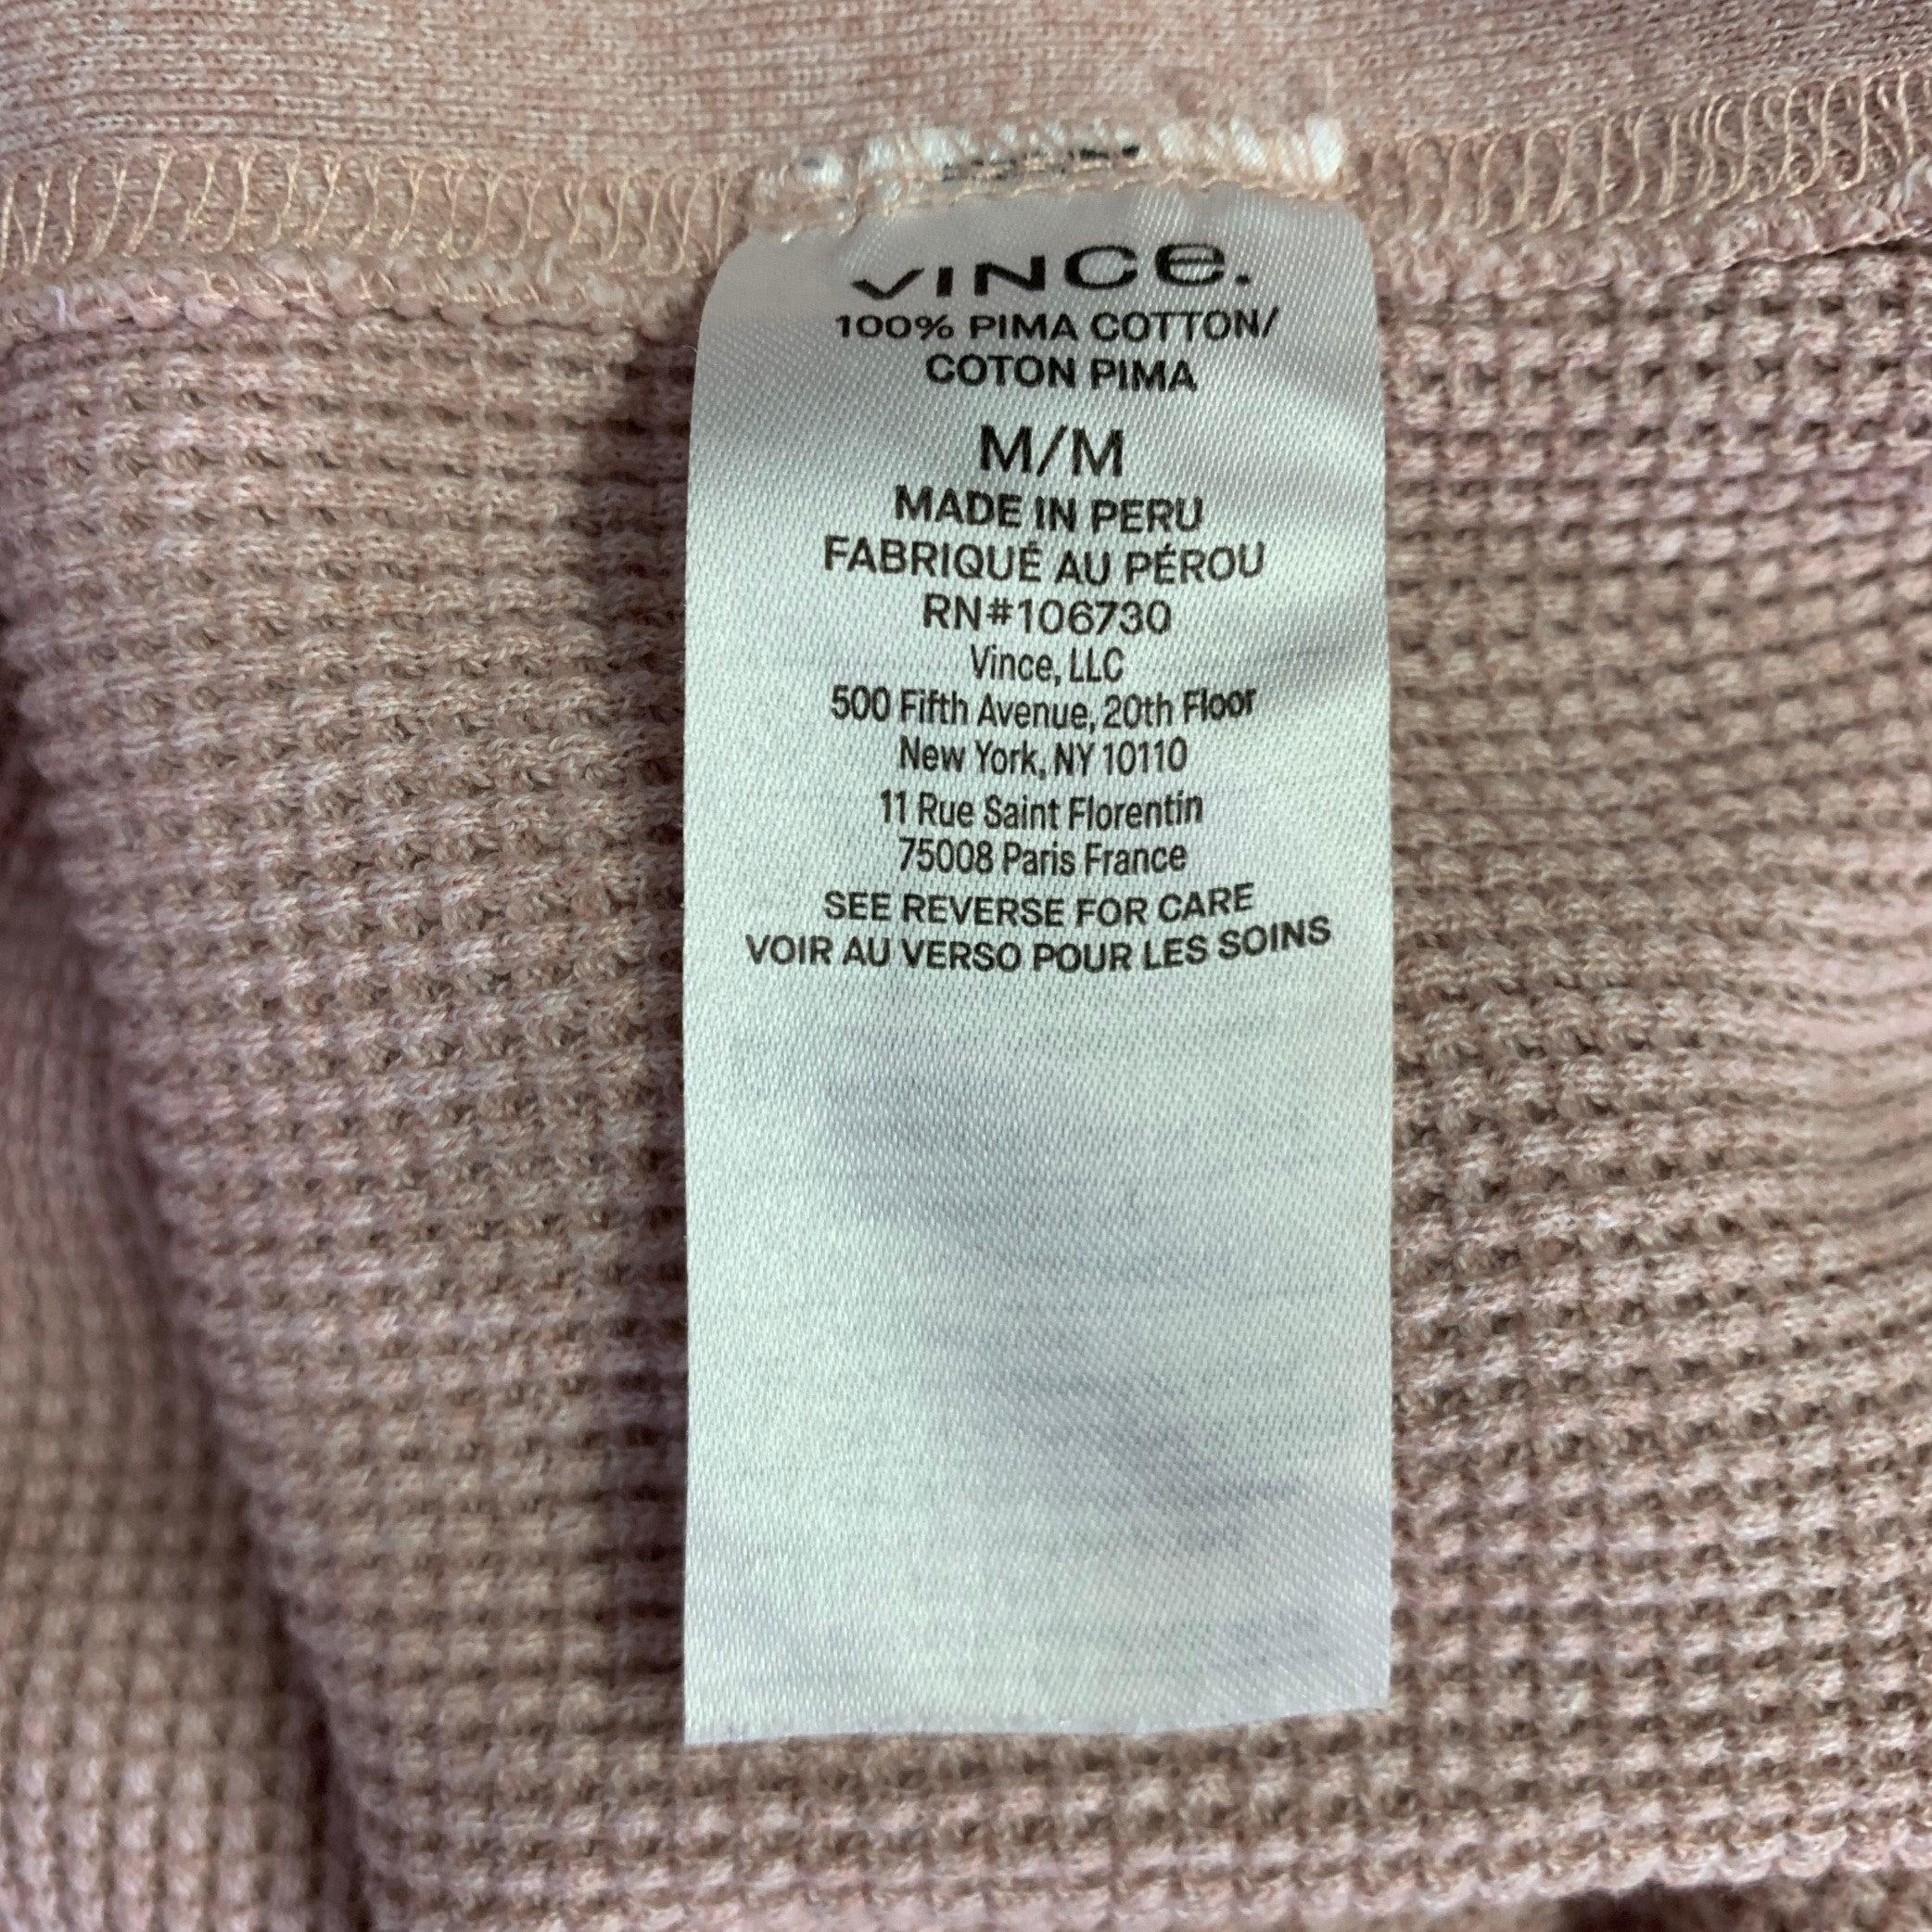 VINCe.
100% PIMA COTTON/
COTON PIMA
M/M
MADE IN PERU
FABRIQUÉ AU PÉROU
RN#106730
Vince, LLC
500 Fifth Avenue, 20th Floor
New York, NY 10110
11 Rue Saint Florentin
75008 Paris France
SEE REVERSE FOR CARE
VOIR AU VERSO POUR LES SOINS